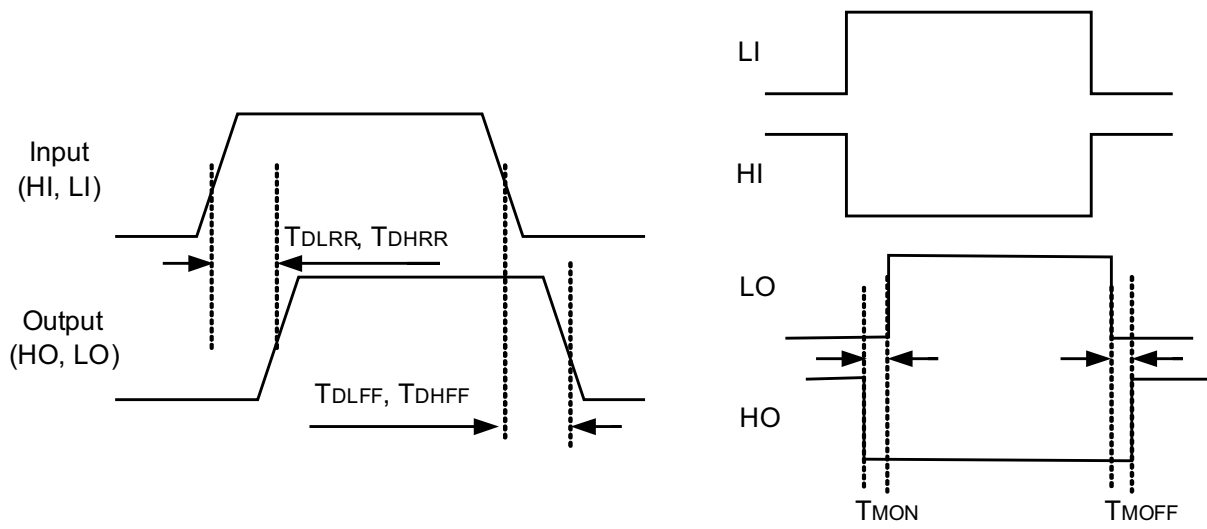 Input
(HI, LI)
TDLRR, TDHRR
Output
(HO, LO)
TDLFF, TDHFF
LI
HI
LO
HO
TMON
TMOFF